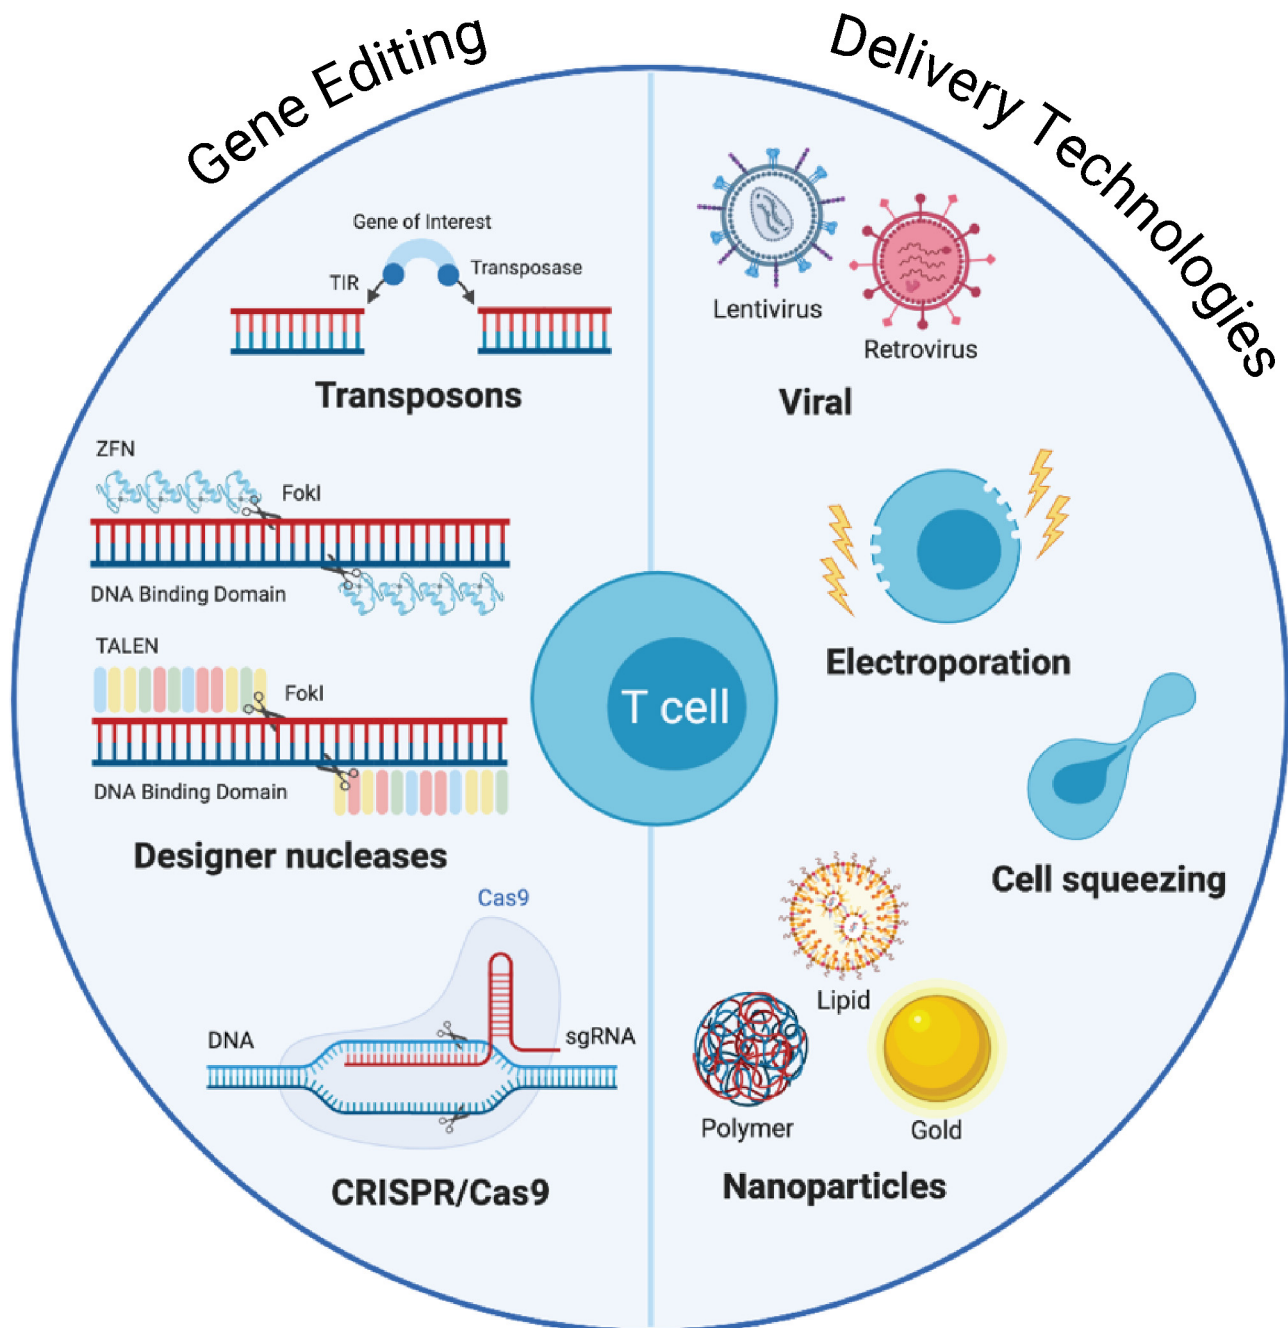 Gene Editing
Delivery Technologies
Gene of Interest
TIR
Transposase
Transposons
ZFN
FokI
DNA Binding Domain
TALEN
FokI
DNA Binding Domain
Designer nucleases
Cas9
DNA
sgRNA
CRISPR/Cas9
T cell
Lentivirus
Retrovirus
Viral
Electroporation
Cell squeezing
Lipid
Polymer
Gold
Nanoparticles